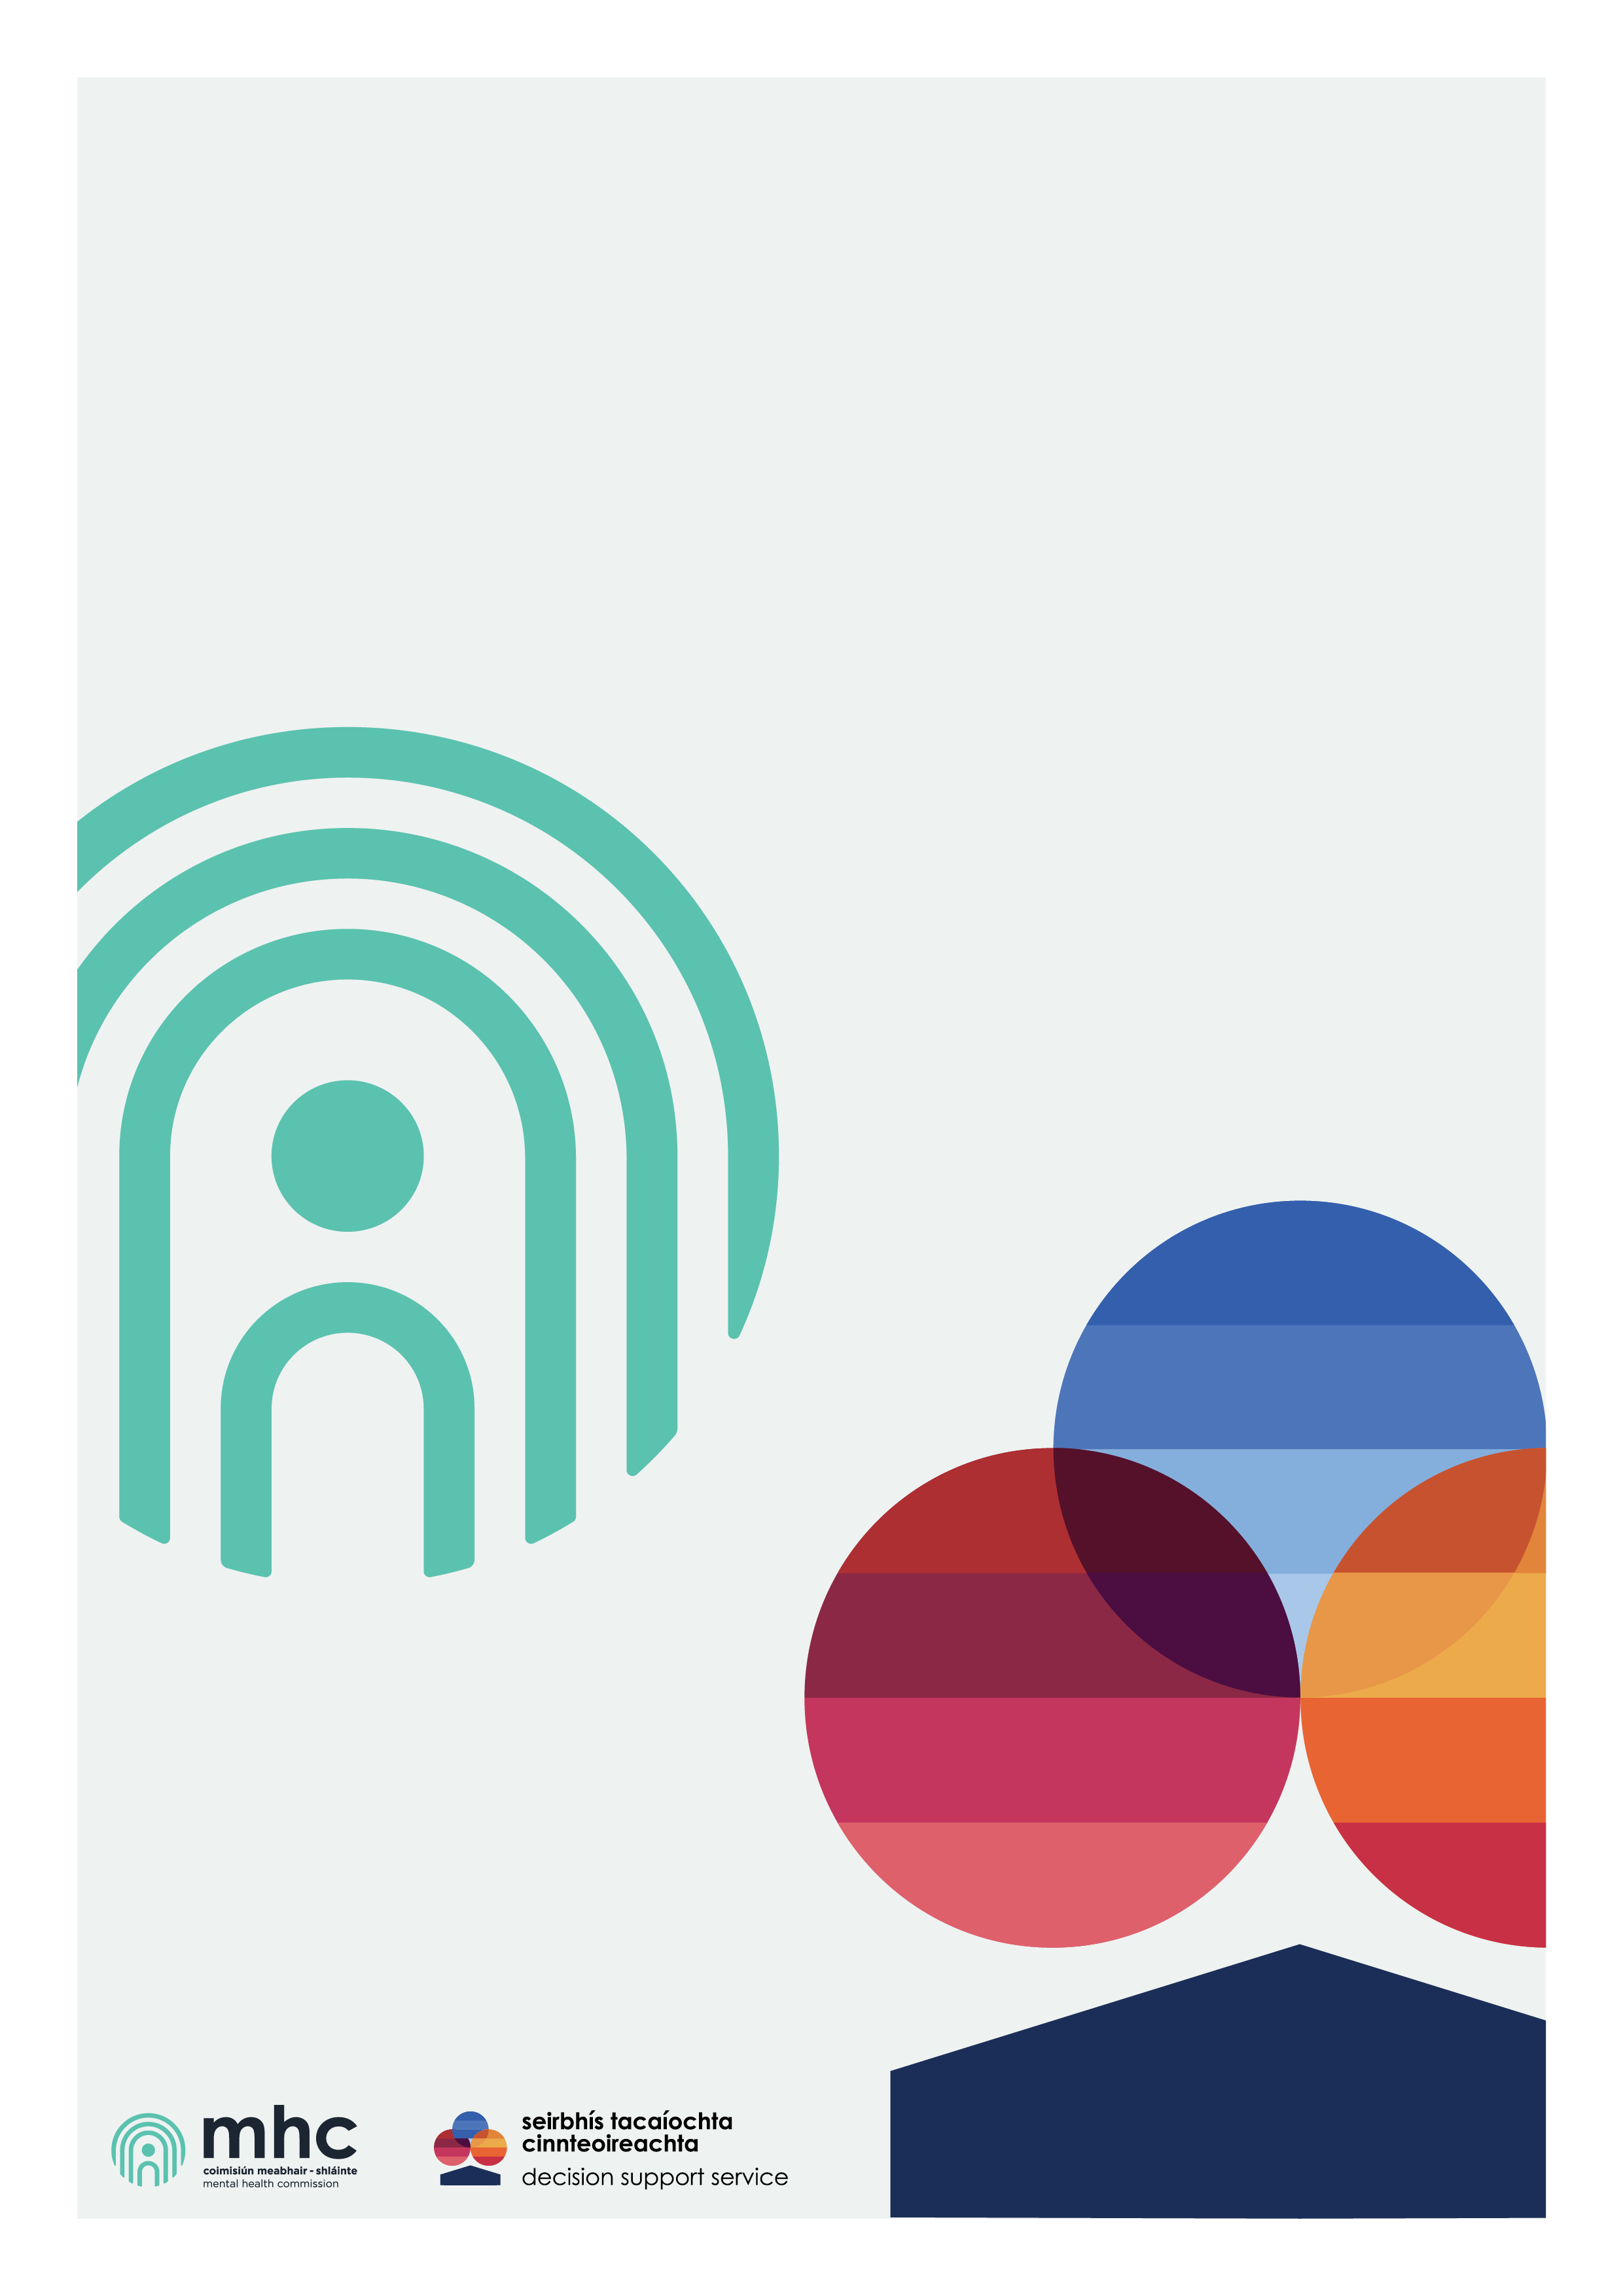 mhc
coimisiún meabhair - shláinte
mental health commission
seirbhís tacaíochta
cinnteoireachta
decision support service